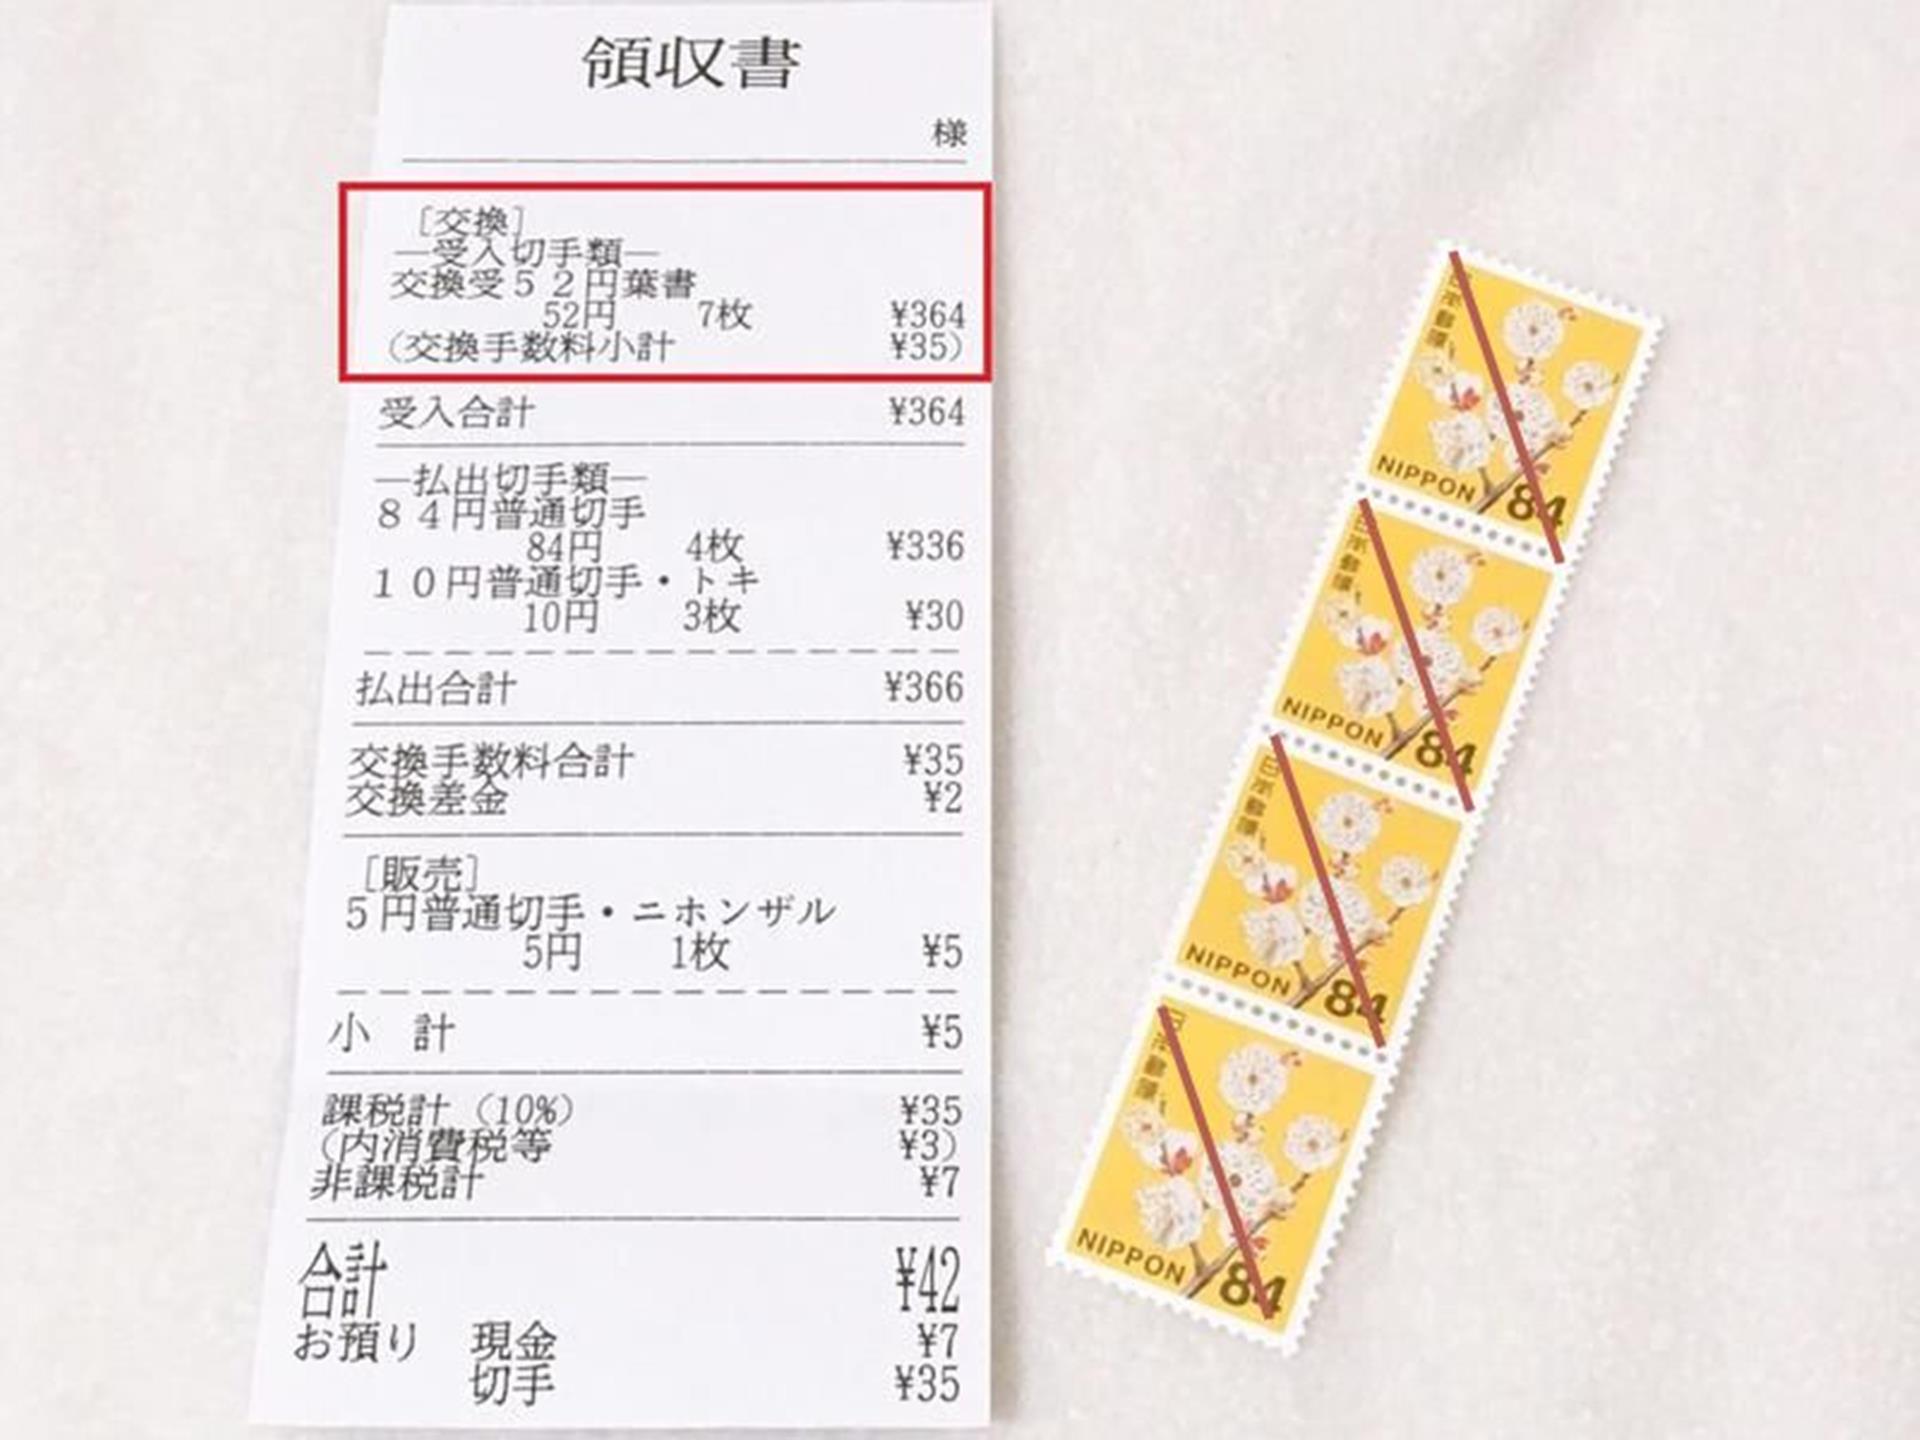 領収書
様
［交換］
―受入切手類―
交換受５２円葉書
52円 7枚 ¥364
（交換手数料小計 ¥35）
受入合計 ¥364
―払出切手類―
８４円普通切手
84円 4枚 ¥336
１０円普通切手・トキ
10円 3枚 ¥30
払出合計 ¥366
交換手数料合計 ¥35
交換差金 ¥2
［販売］
５円普通切手・ニホンザル
5円 1枚 ¥5
小 計 ¥5
課税計（10%） ¥35
（内消費税等 ¥3）
非課税計 ¥7
合計 ¥42
お預り 現金 ¥7
切手 ¥35
日本郵便
NIPPON 84
日本郵便
NIPPON 84
日本郵便
NIPPON 84
日本郵便
NIPPON 84